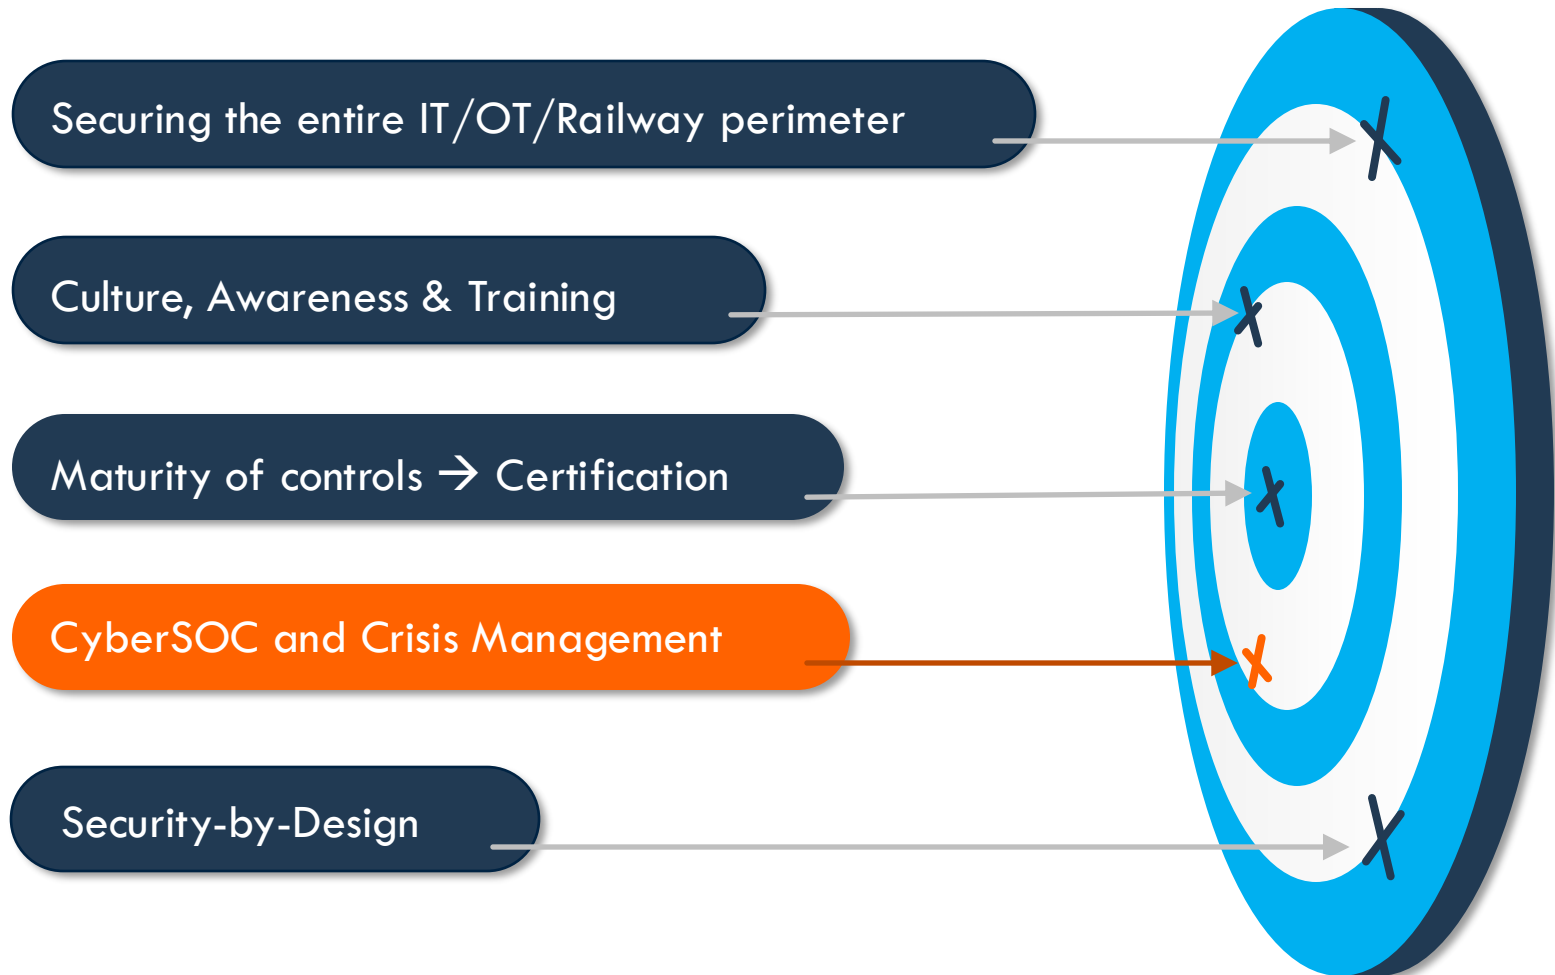 Securing the entire IT/OT/Railway perimeter
Culture, Awareness & Training
Maturity of controls → Certification
CyberSOC and Crisis Management
Security-by-Design